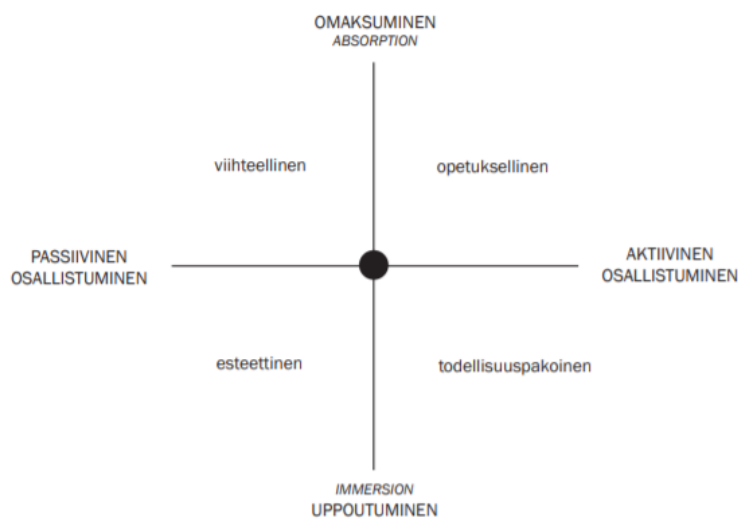 OMAKSUMINEN
ABSORPTION
viihteellinen
opetuksellinen
PASSIIVINEN
OSALLISTUMINEN
AKTIIVINEN
OSALLISTUMINEN
esteettinen
todellisuuspakoinen
IMMERSION
UPPOUTUMINEN